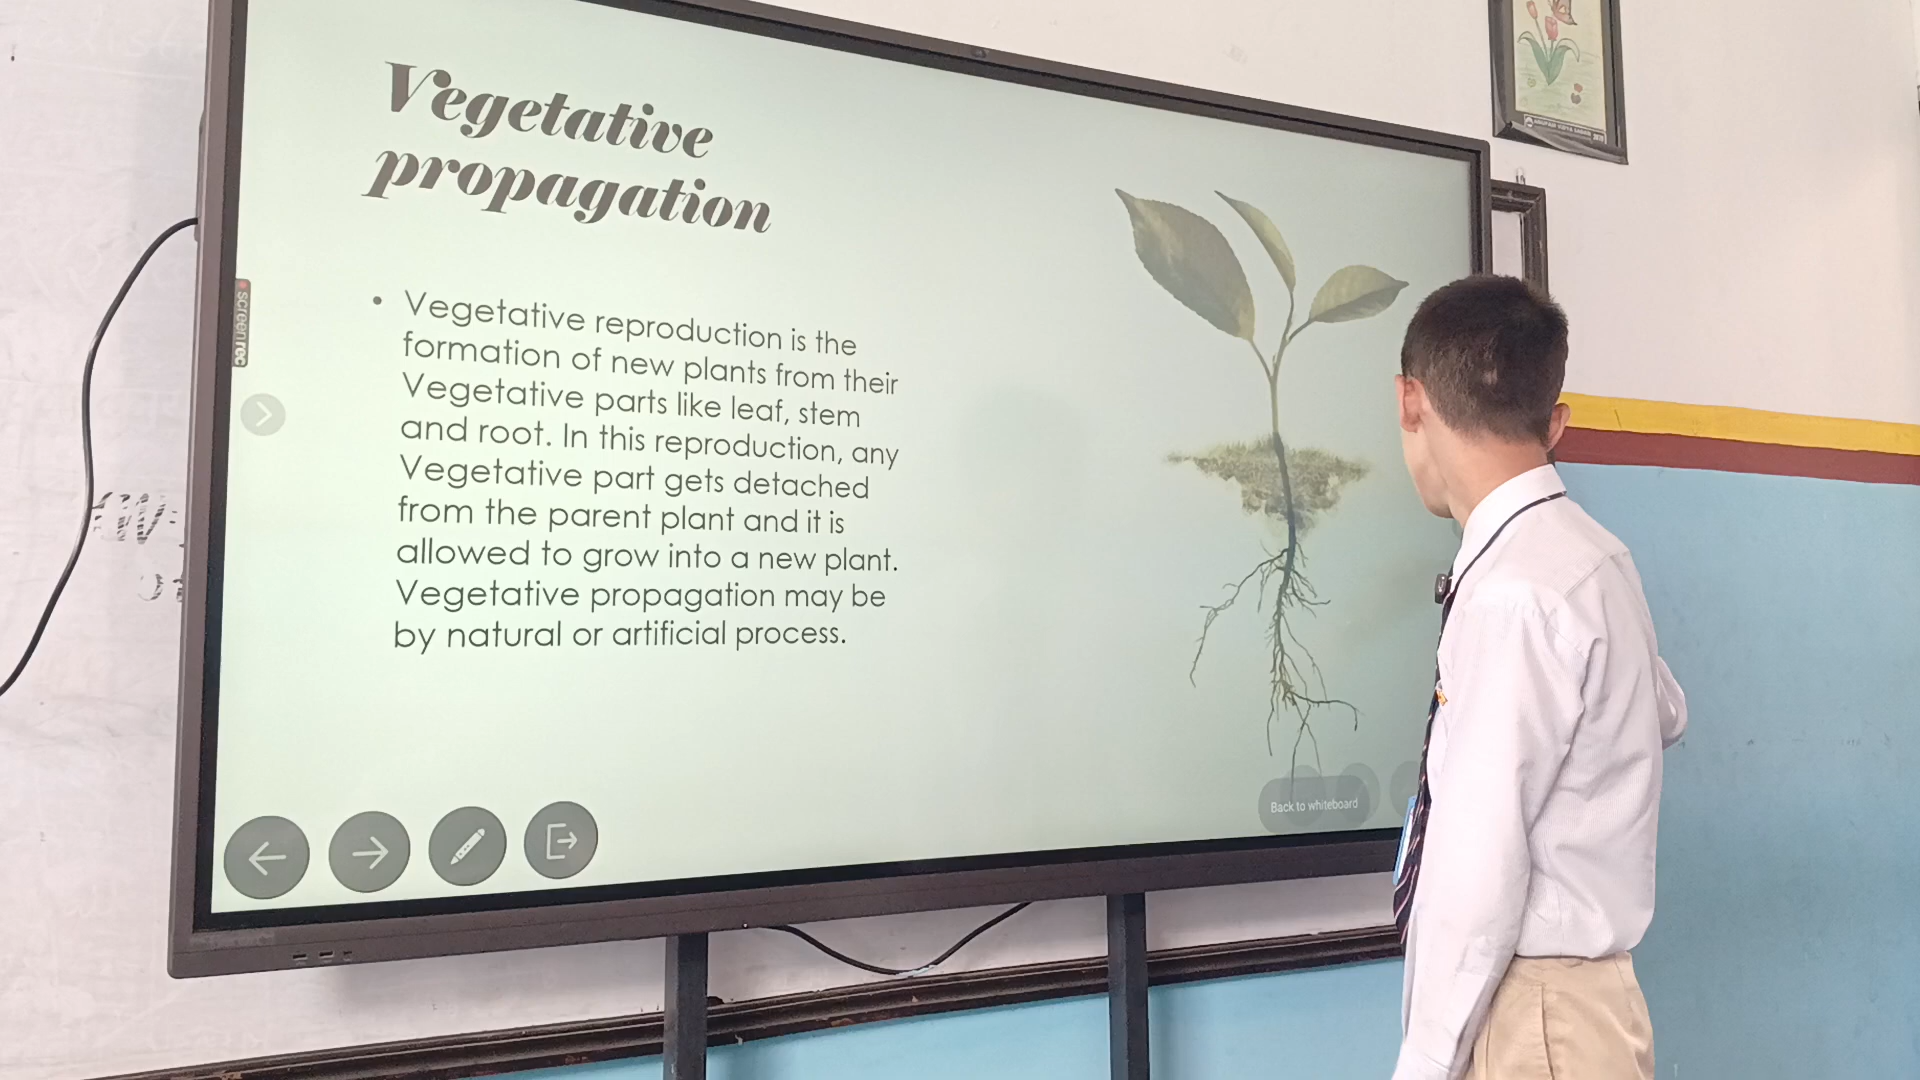 Vegetative
propagation
• Vegetative reproduction is the
formation of new plants from their
Vegetative parts like leaf, stem
and root. In this reproduction, any
Vegetative part gets detached
from the parent plant and it is
allowed to grow into a new plant.
Vegetative propagation may be
by natural or artificial process.
screenrec
Back to whiteboard